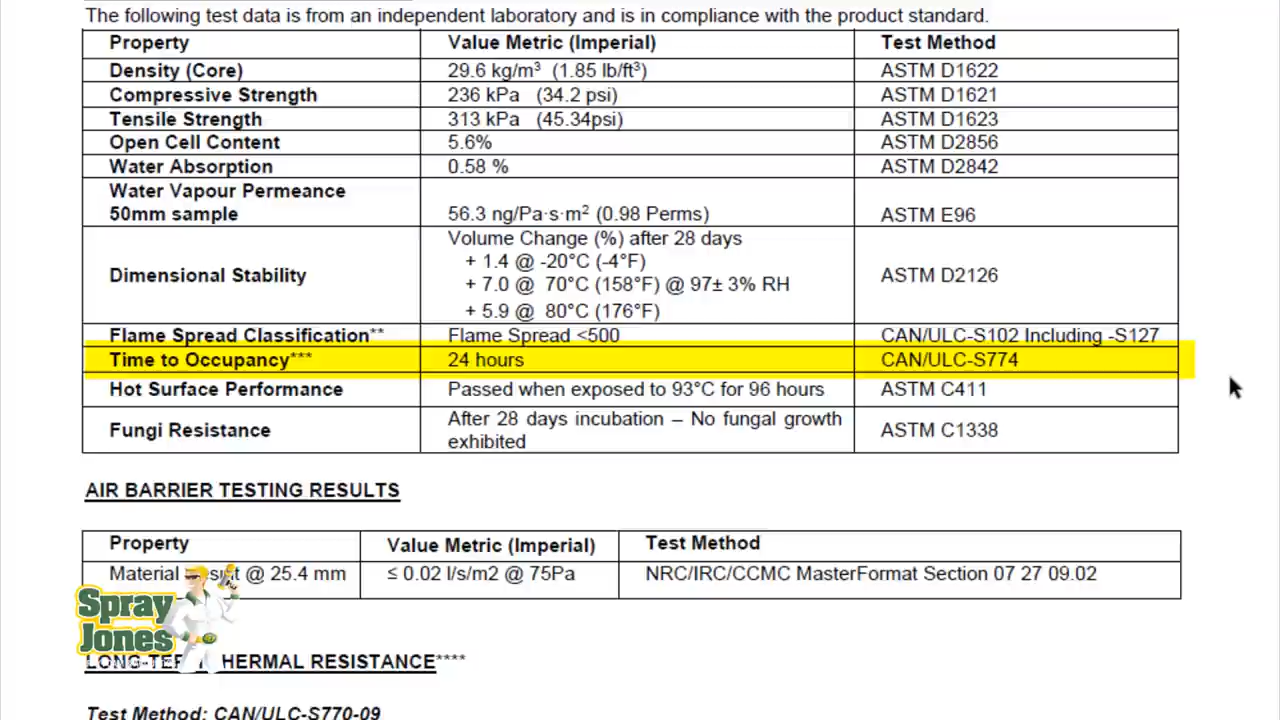 The following test data is from an independent laboratory and is in compliance with the product standard.
Property Value Metric (Imperial) Test Method
Density (Core) 29.6 kg/m³ (1.85 lb/ft³) ASTM D1622
Compressive Strength 236 kPa (34.2 psi) ASTM D1621
Tensile Strength 313 kPa (45.34psi) ASTM D1623
Open Cell Content 5.6% ASTM D2856
Water Absorption 0.58 % ASTM D2842
Water Vapour Permeance
50mm sample 56.3 ng/Pa·s·m² (0.98 Perms) ASTM E96
Volume Change (%) after 28 days
+ 1.4 @ -20°C (-4°F)
Dimensional Stability + 7.0 @ 70°C (158°F) @ 97± 3% RH ASTM D2126
+ 5.9 @ 80°C (176°F)
Flame Spread Classification** Flame Spread <500 CAN/ULC-S102 Including -S127
Time to Occupancy*** 24 hours CAN/ULC-S774
Hot Surface Performance Passed when exposed to 93°C for 96 hours ASTM C411
Fungi Resistance After 28 days incubation – No fungal growth ASTM C1338
exhibited
AIR BARRIER TESTING RESULTS
Property Value Metric (Imperial) Test Method
Material @ 25.4 mm ≤ 0.02 l/s/m2 @ 75Pa NRC/IRC/CCMC MasterFormat Section 07 27 09.02
Spray
Jones
THERMAL RESISTANCE****
Test Method: CAN/ULC-S770-09